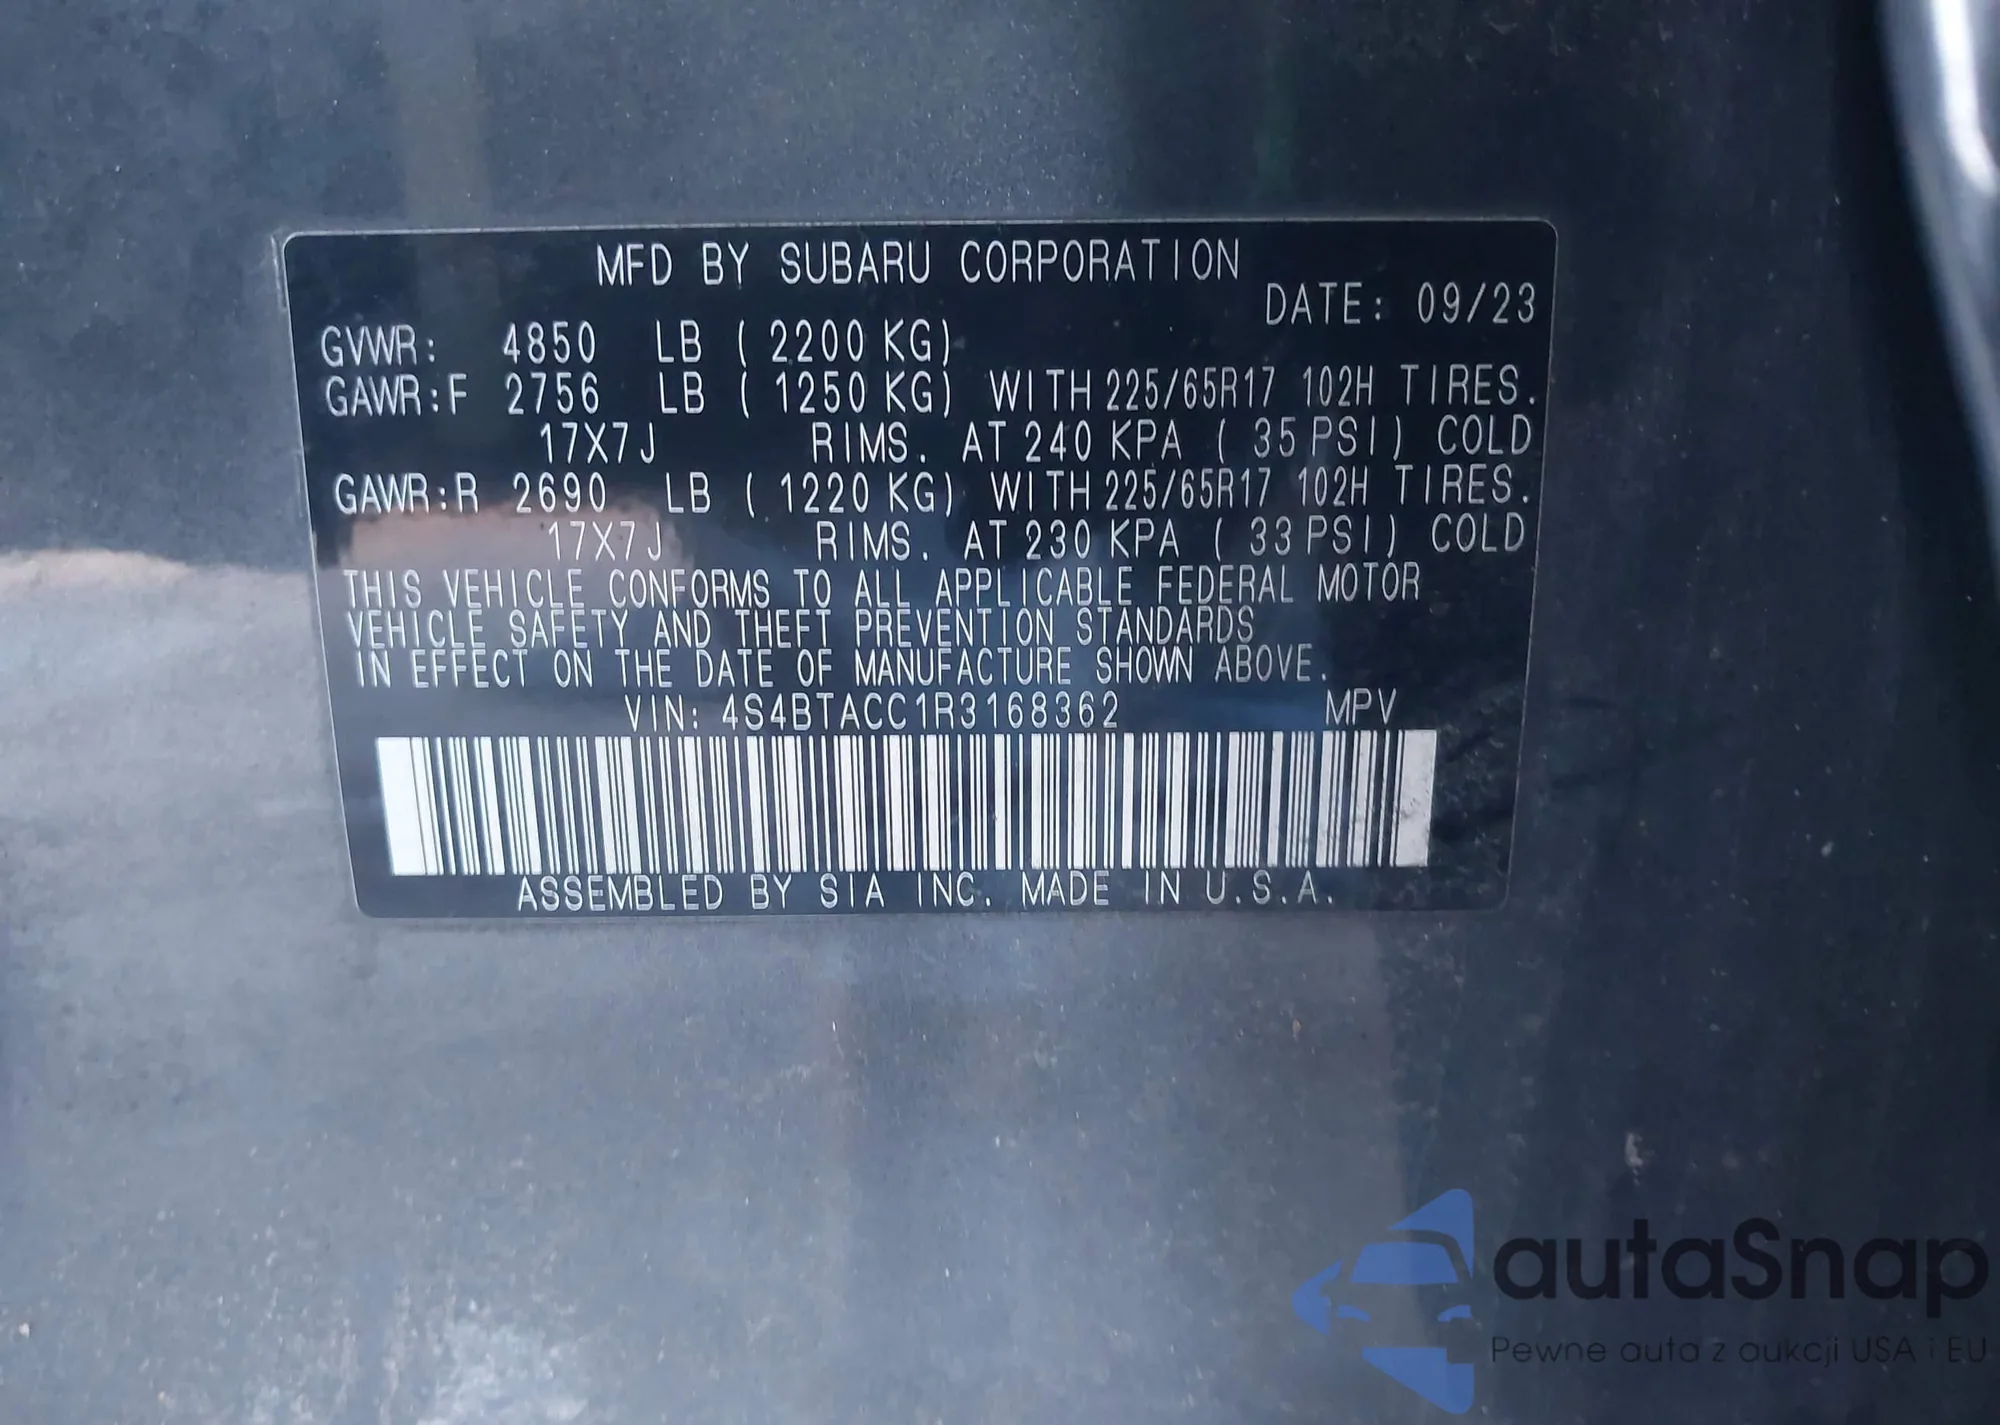 MFD BY SUBARU CORPORATION
DATE: 09/23
GVWR: 4850 LB ( 2200 KG)
GAWR:F 2756 LB ( 1250 KG) WITH 225/65R17 102H TIRES.
17X7J RIMS. AT 240 KPA ( 35 PSI) COLD
GAWR:R 2690 LB ( 1220 KG) WITH 225/65R17 102H TIRES.
17X7J RIMS. AT 230 KPA ( 33 PSI) COLD
THIS VEHICLE CONFORMS TO ALL APPLICABLE FEDERAL MOTOR
VEHICLE SAFETY AND THEFT PREVENTION STANDARDS
IN EFFECT ON THE DATE OF MANUFACTURE SHOWN ABOVE.
VIN: 4S4BTACC1R3168362 MPV
ASSEMBLED BY SIA INC. MADE IN U.S.A.
autaSnap
Pewne auta z aukcji USA i EU